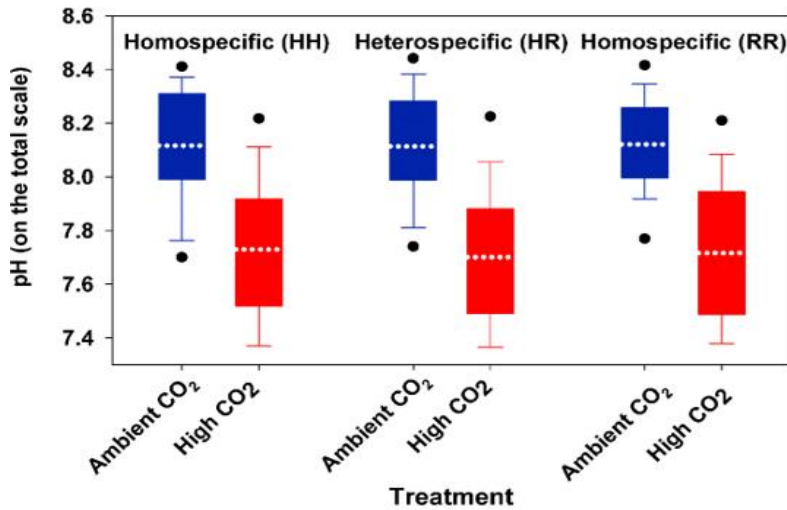 8.6
Homospecific (HH) Heterospecific (HR) Homospecific (RR)
8.4
8.2
8.0
7.8
7.6
7.4
pH (on the total scale)
Ambient CO₂
High CO2
Ambient CO₂
High CO2
Ambient CO₂
High CO2
Treatment